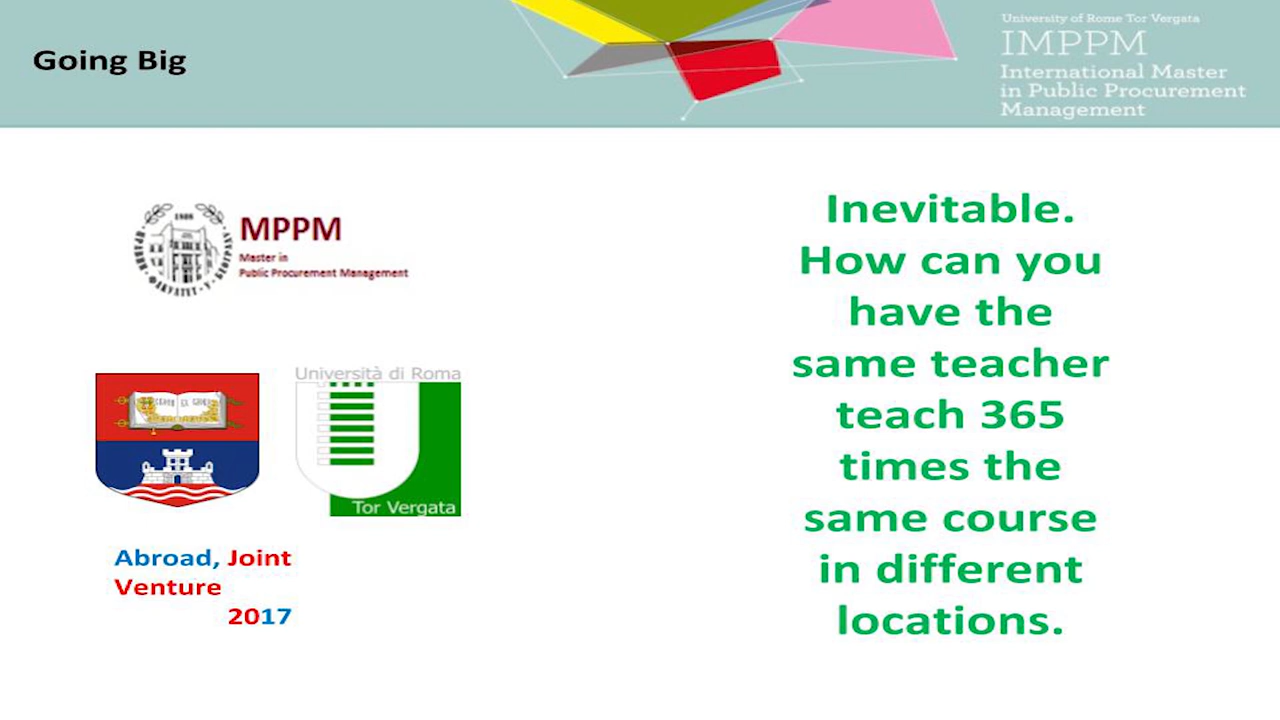 Going Big
University of Rome Tor Vergata
IMPPM
International Master
in Public Procurement
Management
1808
MPPM
Master in
Public Procurement Management
Università di Roma
Tor Vergata
Abroad, Joint
Venture
2017
Inevitable.
How can you
have the
same teacher
teach 365
times the
same course
in different
locations.